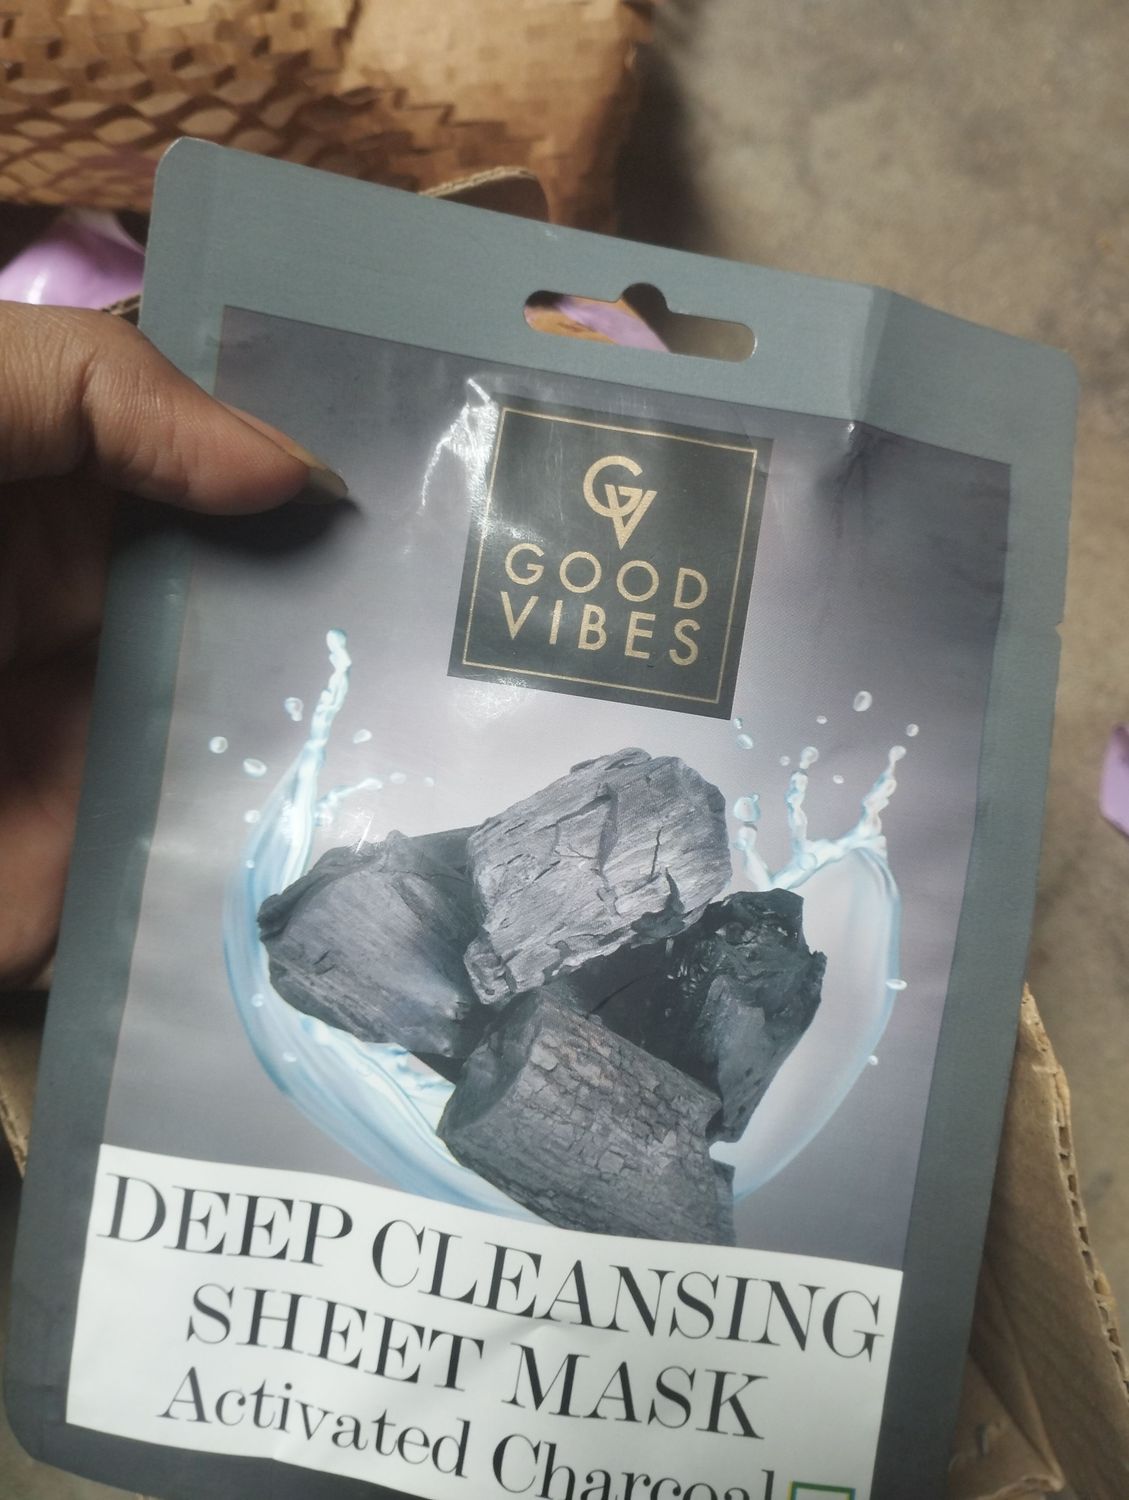 GV
GOOD
VIBES
DEEP CLEANSING
SHEET MASK
Activated Charcoal